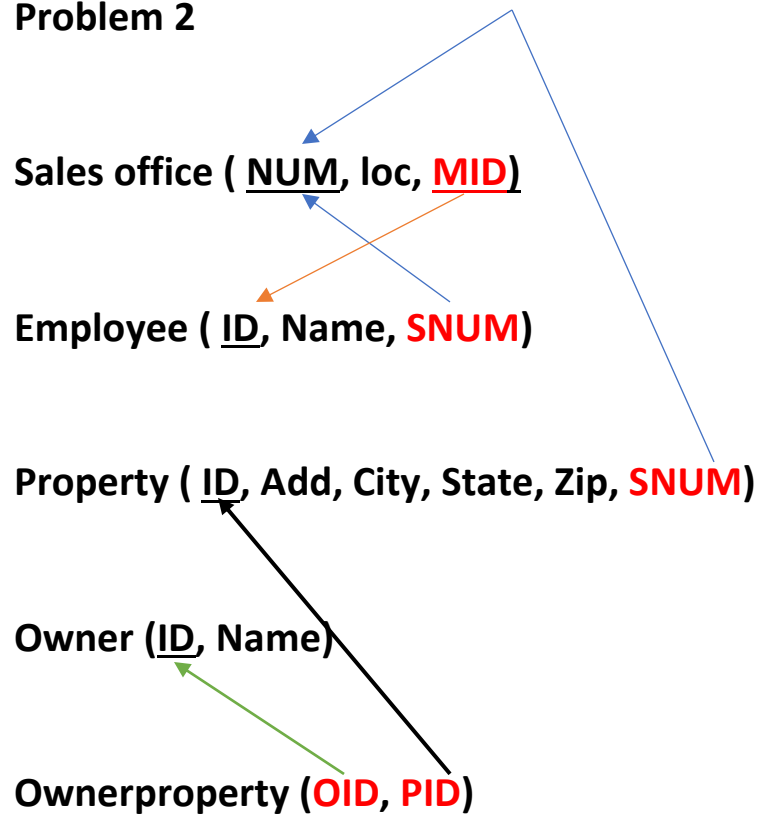 Problem 2
Sales office ( NUM, loc, MID)
Employee ( ID, Name, SNUM)
Property ( ID, Add, City, State, Zip, SNUM)
Owner (ID, Name)
Ownerproperty (OID, PID)